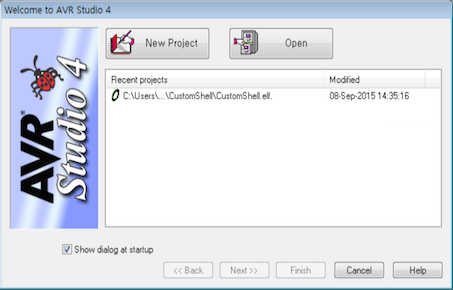 Welcome to AVR Studio 4
New Project
Open
AVR®
Studio 4
Recent projects
Modified
C:\Users\...\CustomShell\CustomShell.elf.
08-Sep-2015 14:35:16
Show dialog at startup
<< Back
Next >>
Finish
Cancel
Help